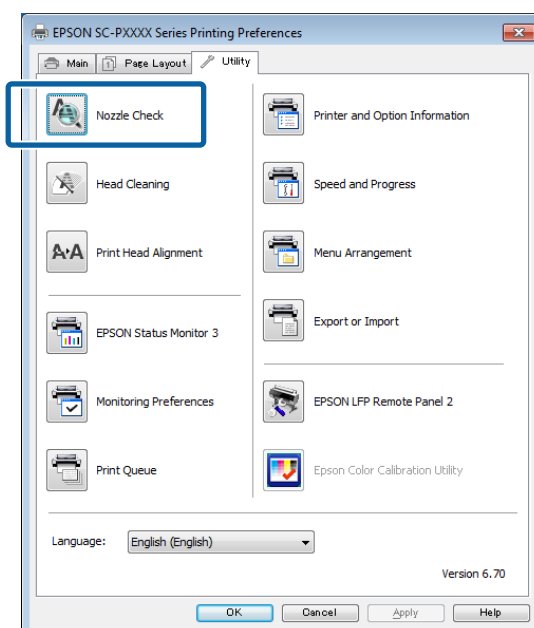 EPSON SC-PXXXX Series Printing Preferences
Main
Page Layout
Utility
Nozzle Check
Printer and Option Information
Head Cleaning
Speed and Progress
Print Head Alignment
Menu Arrangement
EPSON Status Monitor 3
Export or Import
Monitoring Preferences
EPSON LFP Remote Panel 2
Print Queue
Epson Color Calibration Utility
Language: English (English)
Version 6.70
OK Cancel Apply Help